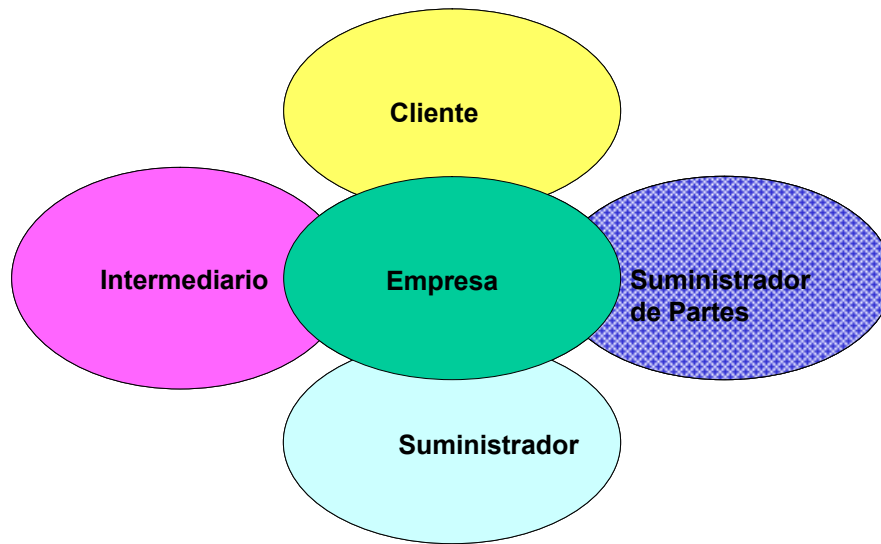 Cliente
Intermediario
Empresa
Suministrador
de Partes
Suministrador